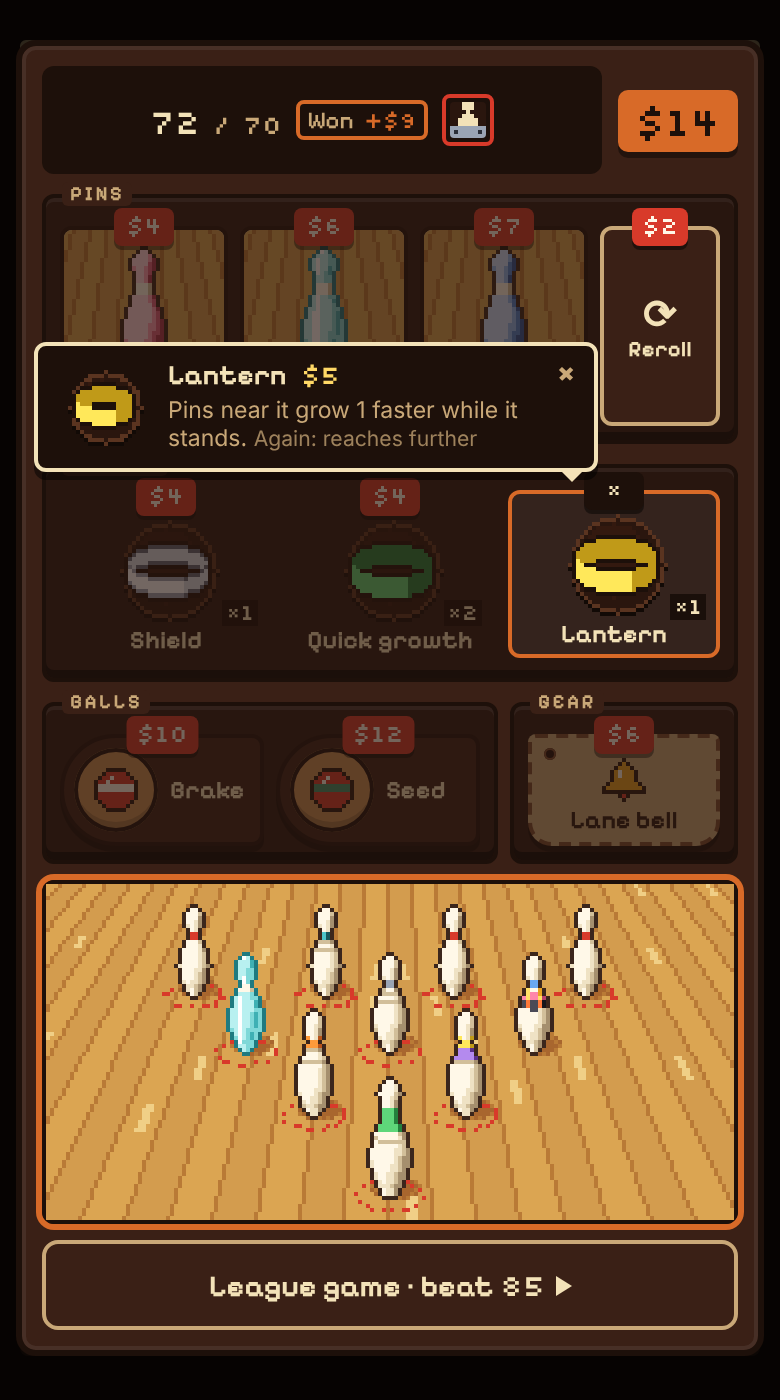 72 / 70 Won +$9 $14
PINS
$4 $6 $7 $2
Reroll
Lantern $5 ×
Pins near it grow 1 faster while it
stands. Again: reaches further
$4 $4 ×
×1 ×2 ×1
Shield Quick growth Lantern
BALLS GEAR
$10 $12 $6
Brake Seed
Lane bell
League game · beat 85 ▶